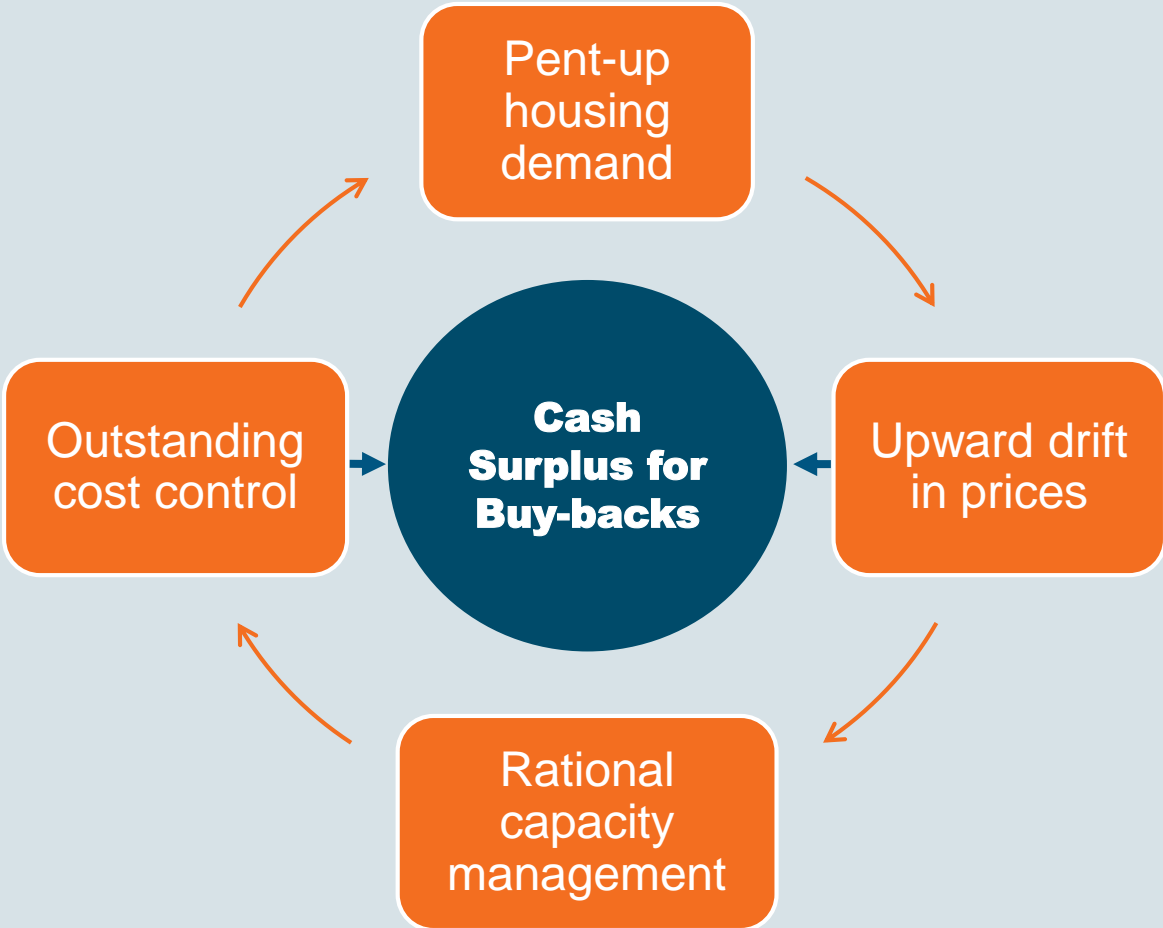 Pent-up
housing
demand
Outstanding
cost control
Cash
Surplus for
Buy-backs
Upward drift
in prices
Rational
capacity
management